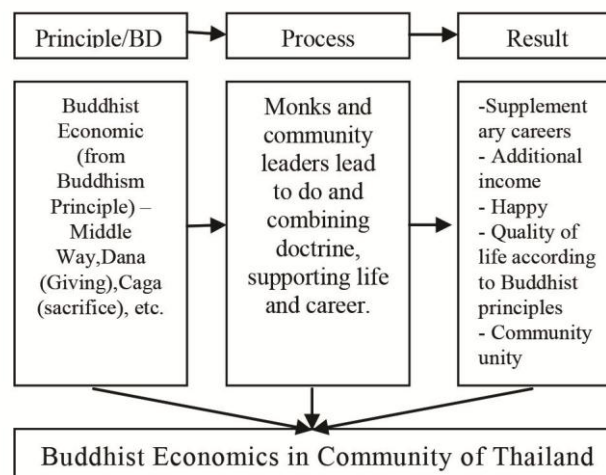 Principle/BD
Process
Result
Buddhist
Economic
(from
Buddhism
Principle) –
Middle
Way,Dana
(Giving),Caga
(sacrifice), etc.
Monks and
community
leaders lead
to do and
combining
doctrine,
supporting life
and career.
-Supplement
ary careers
- Additional
income
- Happy
- Quality of
life according
to Buddhist
principles
- Community
unity
Buddhist Economics in Community of Thailand